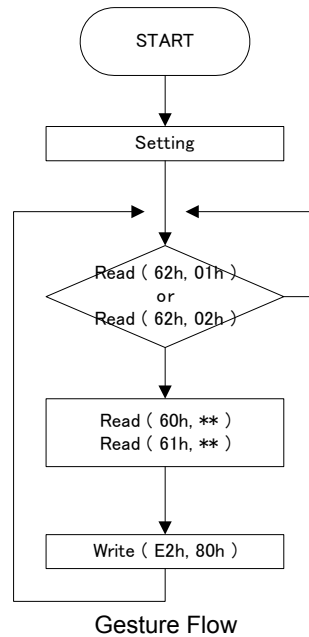 START
Setting
Read ( 62h, 01h )
or
Read ( 62h, 02h )
Read ( 60h, ** )
Read ( 61h, ** )
Write ( E2h, 80h )
Gesture Flow